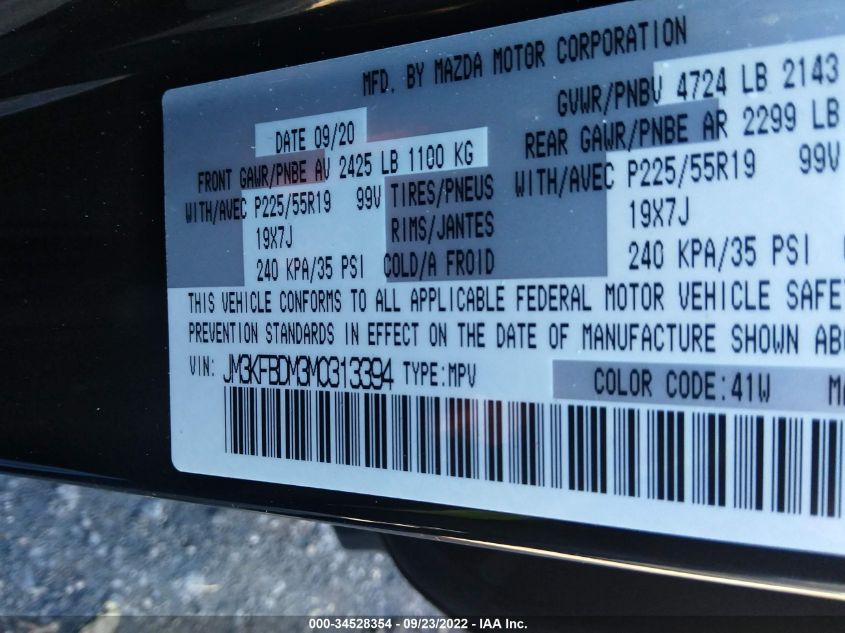 MFD. BY MAZDA MOTOR CORPORATION
DATE 09/20
GVWR/PNBV 4724 LB 2143
FRONT GAWR/PNBE AV 2425 LB 1100 KG
REAR GAWR/PNBE AR 2299 LB
WITH/AVEC P225/55R19 99V TIRES/PNEUS WITH/AVEC P225/55R19 99V
19X7J RIMS/JANTES 19X7J
240 KPA/35 PSI COLD/A FROID 240 KPA/35 PSI
THIS VEHICLE CONFORMS TO ALL APPLICABLE FEDERAL MOTOR VEHICLE SAFE
PREVENTION STANDARDS IN EFFECT ON THE DATE OF MANUFACTURE SHOWN AB
VIN: JM3KFBDM3M0313394 TYPE:MPV COLOR CODE:41W MA
000-34528354 - 09/23/2022 - IAA Inc.